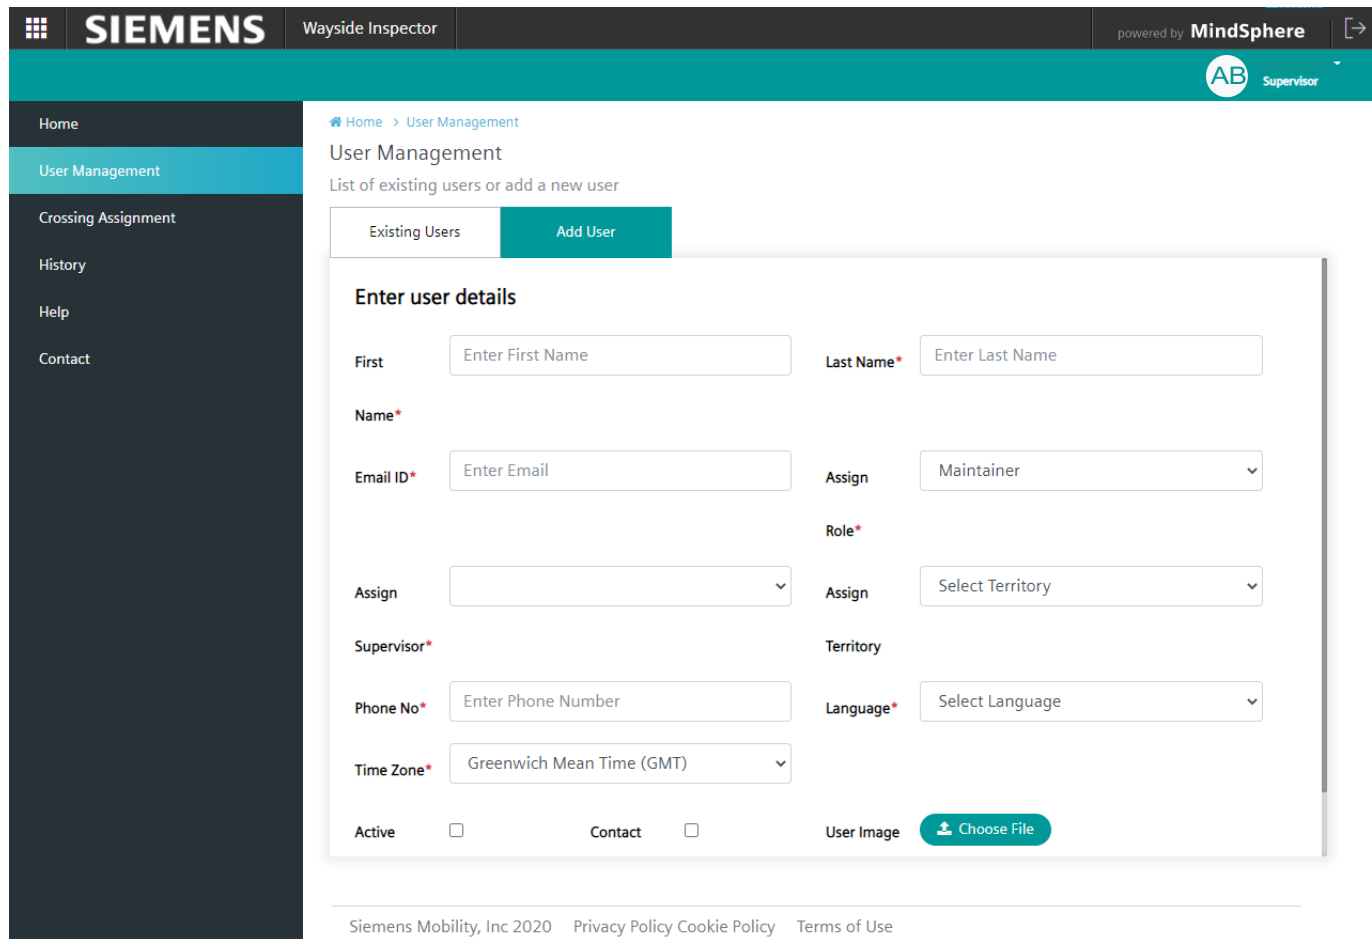 SIEMENS Wayside Inspector powered by MindSphere
AB Supervisor
Home
User Management
Crossing Assignment
History
Help
Contact
Home > User Management
User Management
List of existing users or add a new user
Existing Users Add User
Enter user details
First Name* Enter First Name Last Name* Enter Last Name
Email ID* Enter Email Assign Role* Maintainer
Assign Supervisor* Assign Territory Select Territory
Phone No* Enter Phone Number Language* Select Language
Time Zone* Greenwich Mean Time (GMT)
Active Contact User Image Choose File
Siemens Mobility, Inc 2020 Privacy Policy Cookie Policy Terms of Use